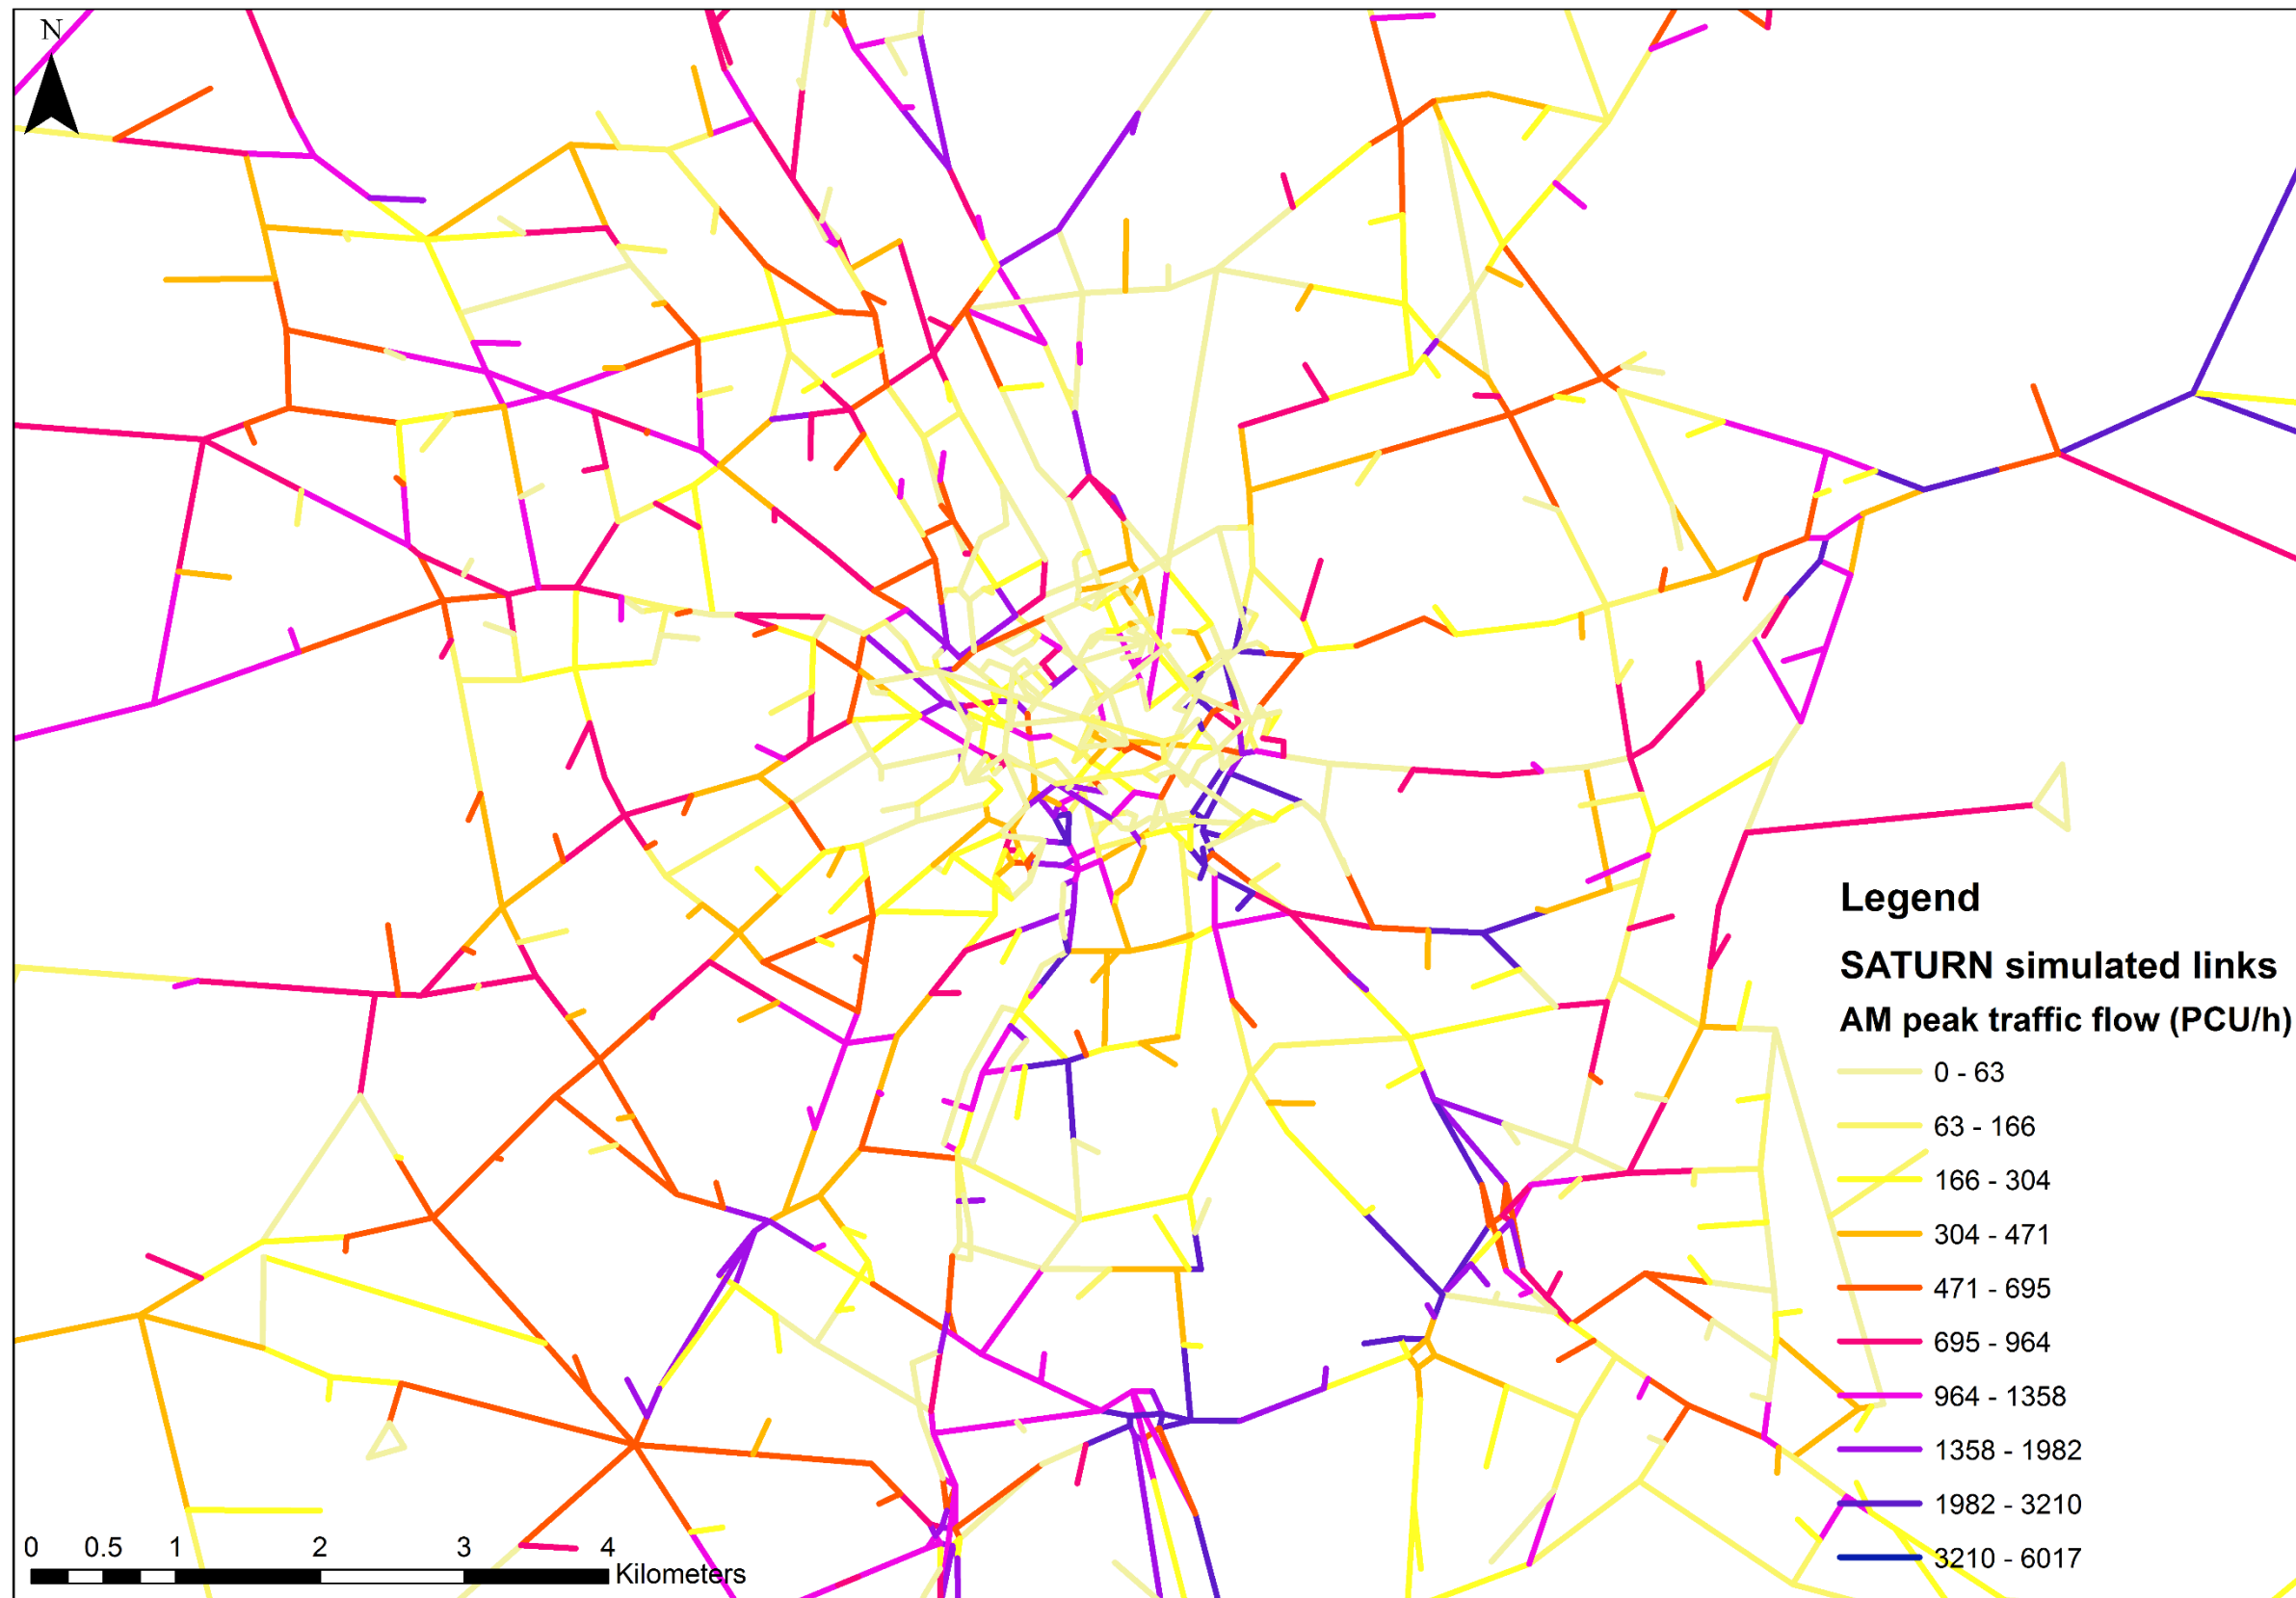 N
Legend
SATURN simulated links
AM peak traffic flow (PCU/h)
0 - 63
63 - 166
166 - 304
304 - 471
471 - 695
695 - 964
964 - 1358
1358 - 1982
1982 - 3210
3210 - 6017
0 0.5 1 2 3 4
Kilometers